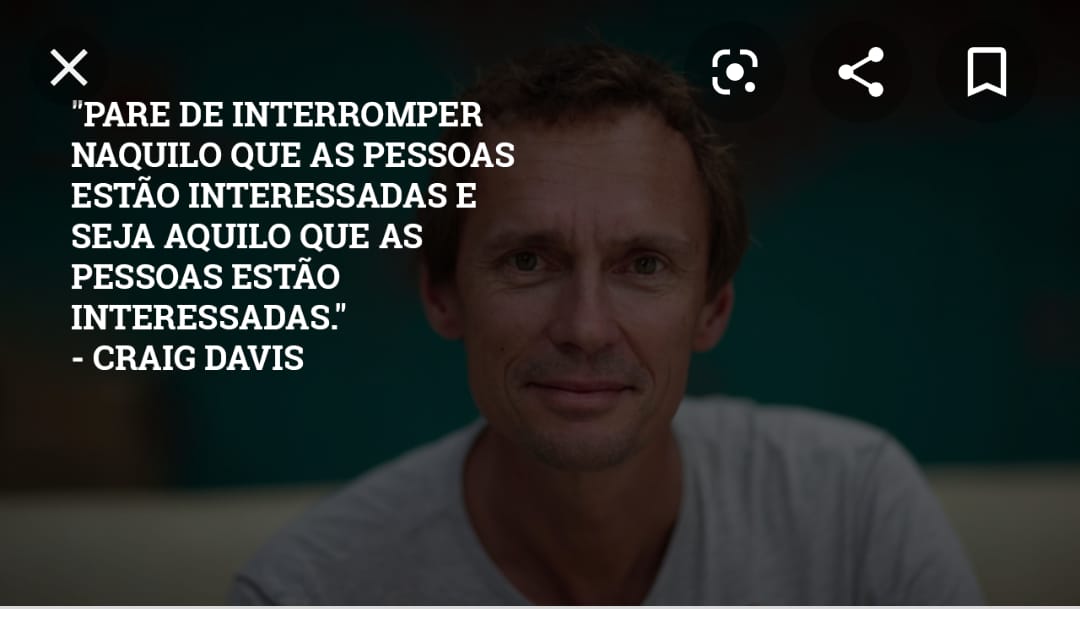 "PARE DE INTERROMPER
NAQUILO QUE AS PESSOAS
ESTÃO INTERESSADAS E
SEJA AQUILO QUE AS
PESSOAS ESTÃO
INTERESSADAS."
- CRAIG DAVIS